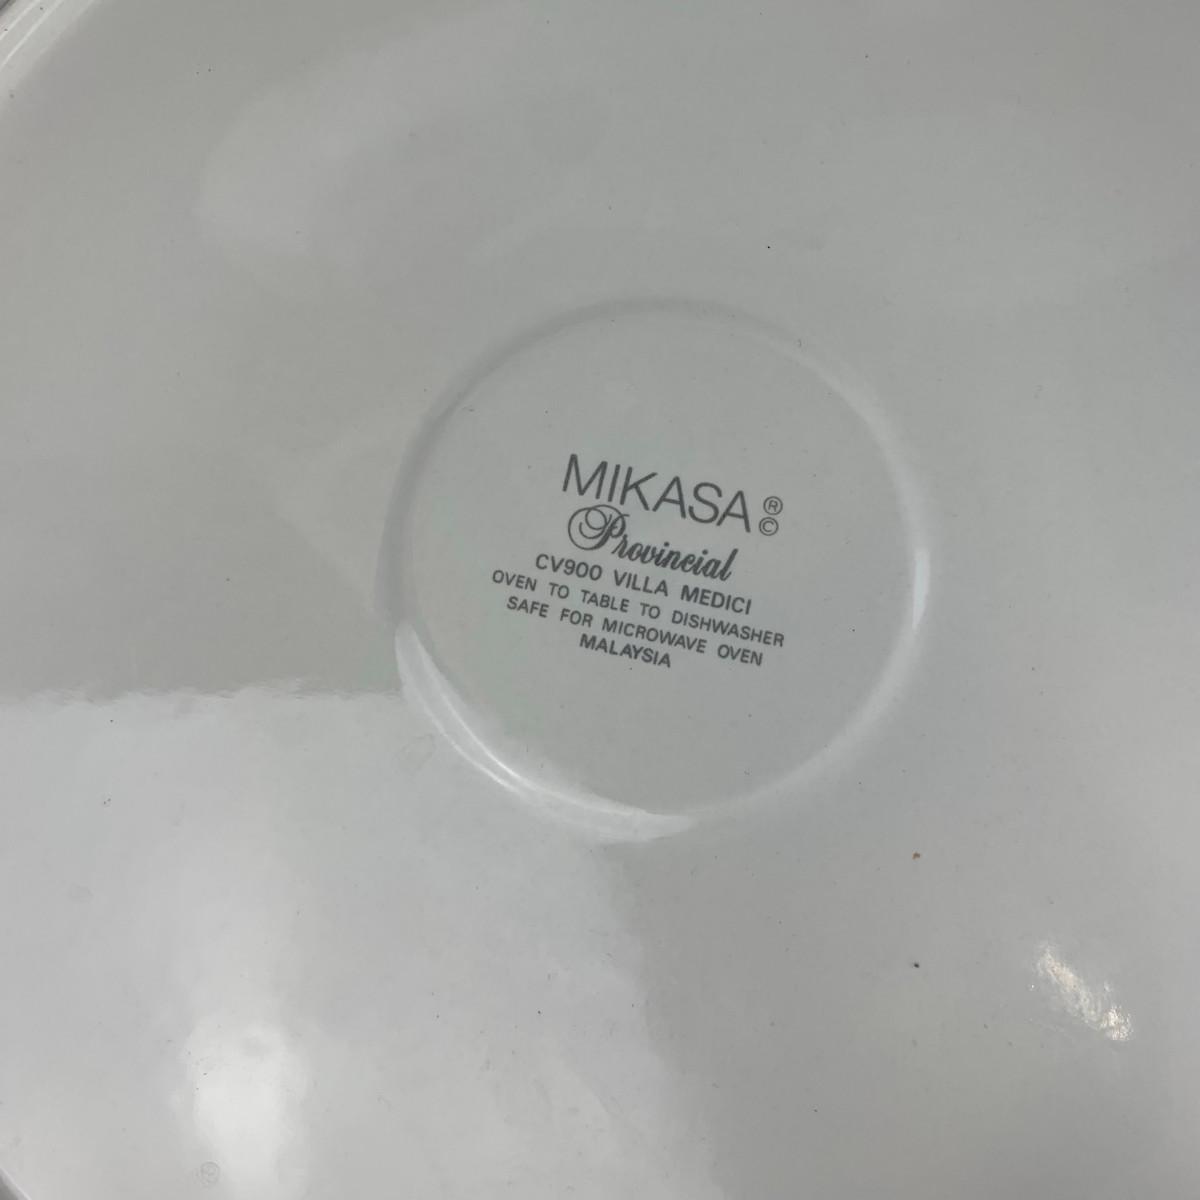 MIKASA ® ©
Provincial
CV900 VILLA MEDICI
OVEN TO TABLE TO DISHWASHER
SAFE FOR MICROWAVE OVEN
MALAYSIA